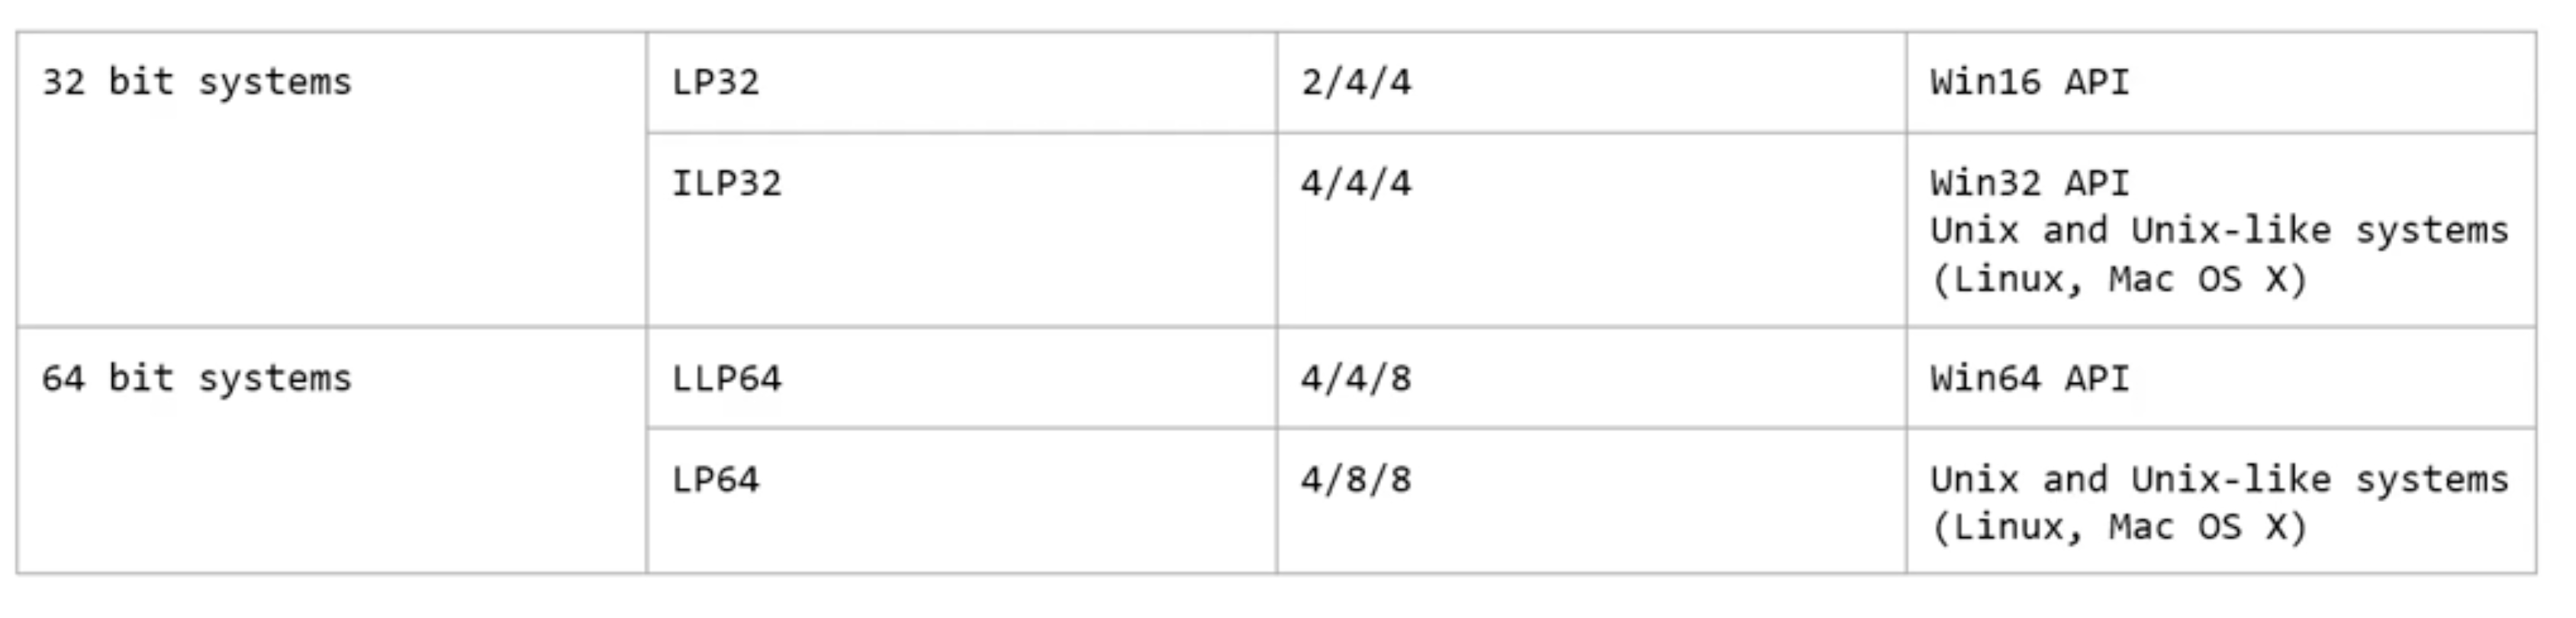 32 bit systems
LP32
2/4/4
Win16 API
ILP32
4/4/4
Win32 API
Unix and Unix-like systems
(Linux, Mac OS X)
64 bit systems
LLP64
4/4/8
Win64 API
LP64
4/8/8
Unix and Unix-like systems
(Linux, Mac OS X)